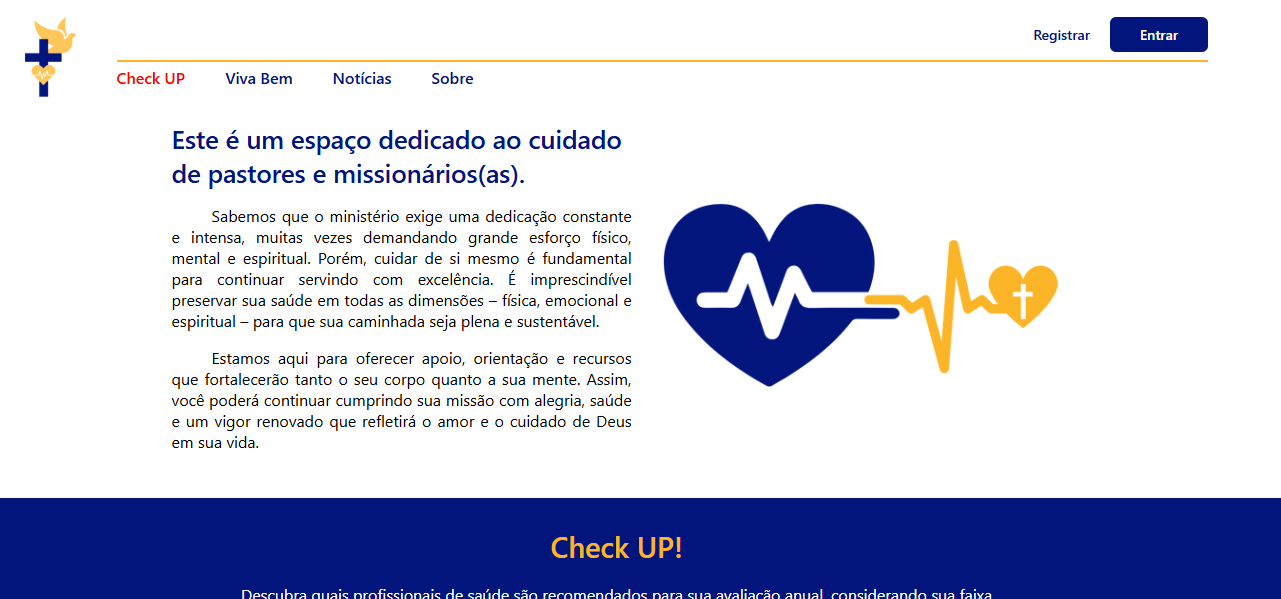 Registrar
Entrar
Check UP
Viva Bem
Notícias
Sobre
Este é um espaço dedicado ao cuidado
de pastores e missionários(as).
Sabemos que o ministério exige uma dedicação constante
e intensa, muitas vezes demandando grande esforço físico,
mental e espiritual. Porém, cuidar de si mesmo é fundamental
para continuar servindo com excelência. É imprescindível
preservar sua saúde em todas as dimensões – física, emocional e
espiritual – para que sua caminhada seja plena e sustentável.
Estamos aqui para oferecer apoio, orientação e recursos
que fortalecerão tanto o seu corpo quanto a sua mente. Assim,
você poderá continuar cumprindo sua missão com alegria, saúde
e um vigor renovado que refletirá o amor e o cuidado de Deus
em sua vida.
Check UP!
Descubra quais profissionais de saúde são recomendados para sua avaliação anual, considerando sua faixa